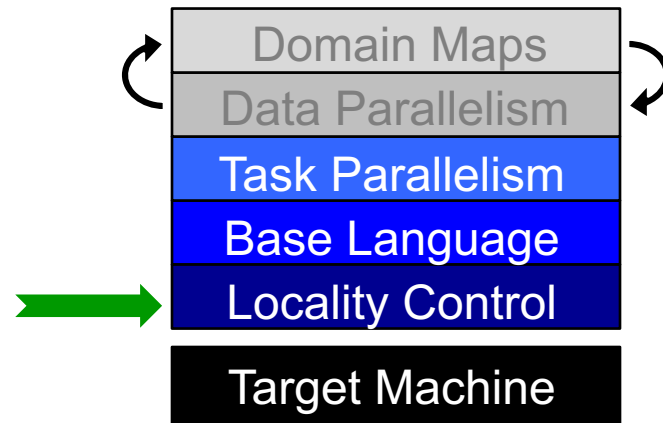 Domain Maps
Data Parallelism
Task Parallelism
Base Language
Locality Control
Target Machine